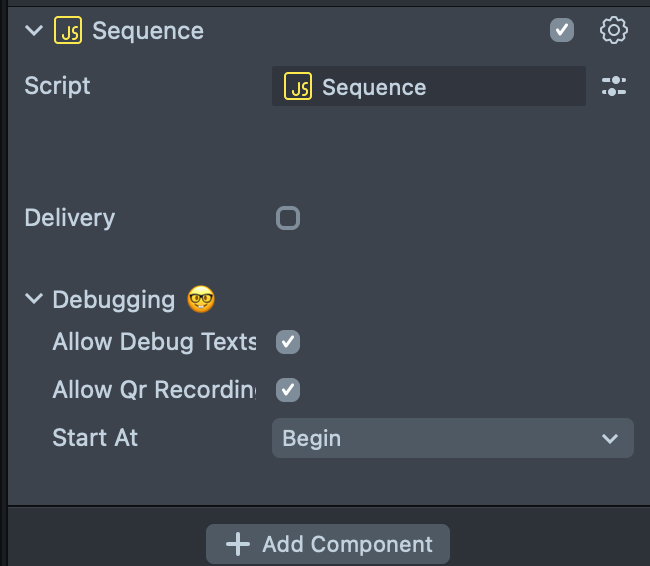 JS Sequence
Script JS Sequence
Delivery
Debugging 🤓
Allow Debug Texts
Allow Qr Recordin
Start At Begin
+ Add Component